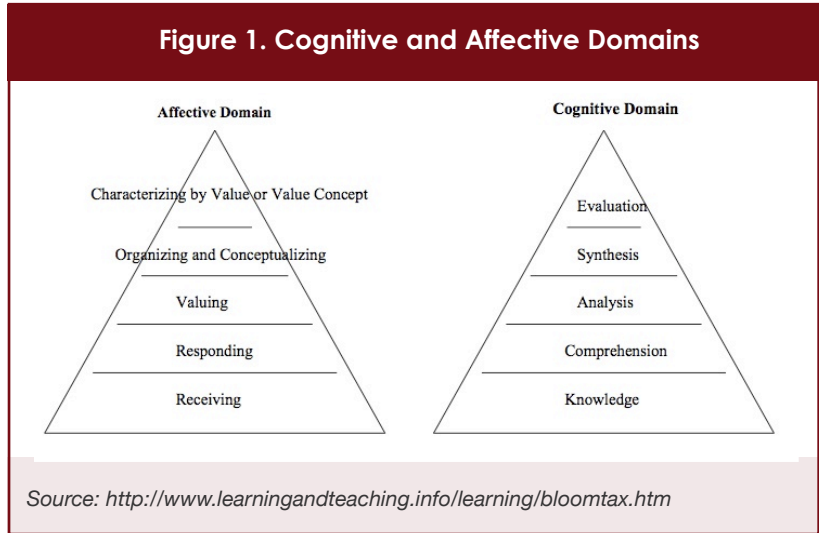 Figure 1. Cognitive and Affective Domains
Affective Domain
Characterizing by Value or Value Concept
Organizing and Conceptualizing
Valuing
Responding
Receiving
Cognitive Domain
Evaluation
Synthesis
Analysis
Comprehension
Knowledge
Source: http://www.learningandteaching.info/learning/bloomtax.htm